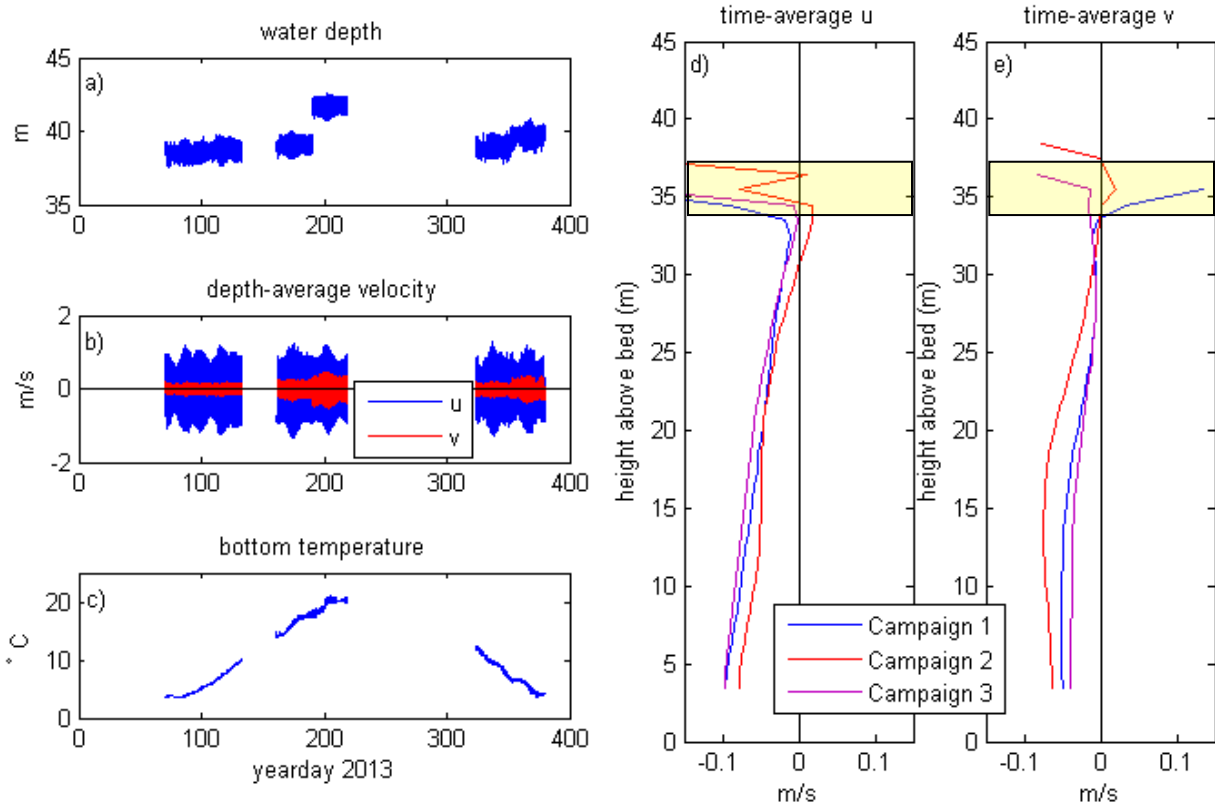 water depth
a)
m
45
40
35
0
100
200
300
400
depth-average velocity
b)
m/s
2
0
-2
u
v
0
100
200
300
400
bottom temperature
c)
°C
20
10
0
0
100
200
300
400
yearday 2013
time-average u
d)
height above bed (m)
45
40
35
30
25
20
15
10
5
0
-0.1
0
0.1
m/s
time-average v
e)
height above bed (m)
45
40
35
30
25
20
15
10
5
0
-0.1
0
0.1
m/s
Campaign 1
Campaign 2
Campaign 3